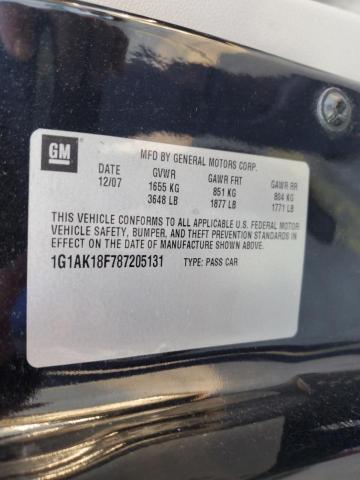 GM
MFD BY GENERAL MOTORS CORP.
DATE GVWR GAWR FRT GAWR RR
12/07 1655 KG 851 KG 804 KG
3648 LB 1877 LB 1771 LB
THIS VEHICLE CONFORMS TO ALL APPLICABLE U.S. FEDERAL MOTOR
VEHICLE SAFETY, BUMPER, AND THEFT PREVENTION STANDARDS IN
EFFECT ON THE DATE OF MANUFACTURE SHOWN ABOVE.
1G1AK18F787205131 TYPE: PASS CAR